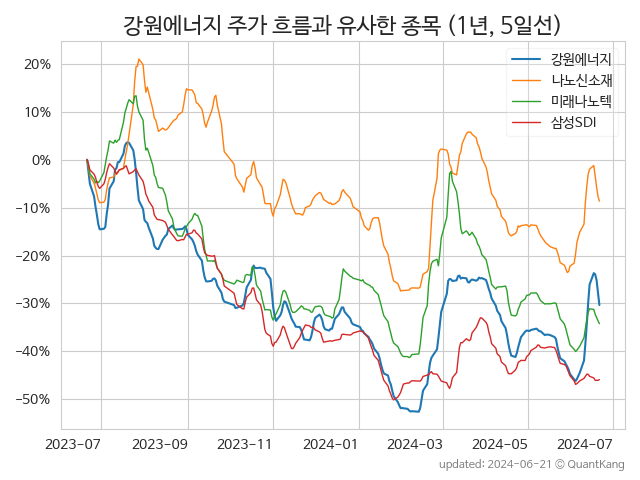 강원에너지 주가 흐름과 유사한 종목 (1년, 5일선)
강원에너지
나노신소재
미래나노텍
삼성SDI
20%
10%
0%
−10%
−20%
−30%
−40%
−50%
2023-07 2023-09 2023-11 2024-01 2024-03 2024-05 2024-07
updated: 2024-06-21 © QuantKang